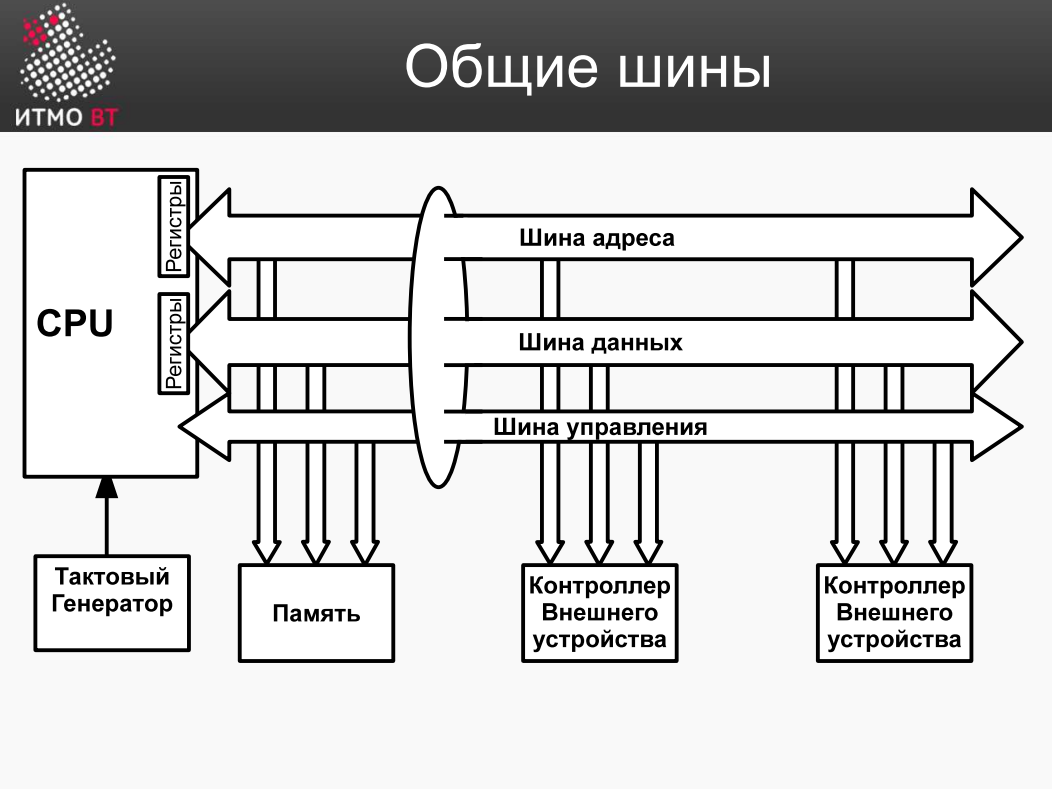 Общие шины
ИТМО ВТ
Регистры
Шина адреса
CPU
Регистры
Шина данных
Шина управления
Тактовый
Генератор
Память
Контроллер
Внешнего
устройства
Контроллер
Внешнего
устройства